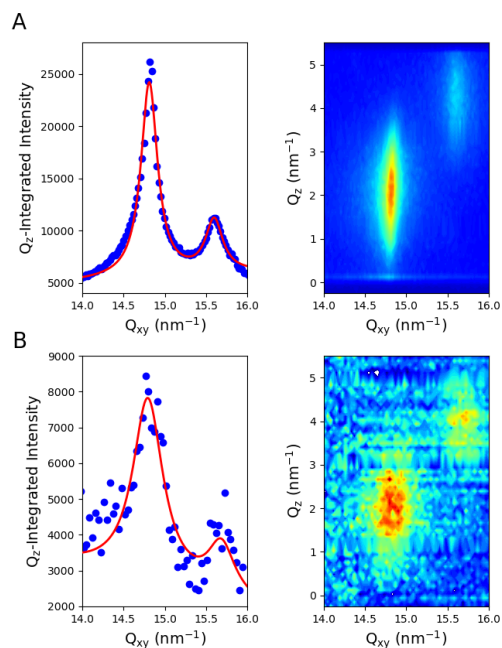 A
25000
20000
15000
10000
5000
14.0 14.5 15.0 15.5 16.0
Qxy (nm⁻¹)
Qz-Integrated Intensity
5
4
3
2
1
0
14.0 14.5 15.0 15.5 16.0
Qxy (nm⁻¹)
Qz (nm⁻¹)
B
9000
8000
7000
6000
5000
4000
3000
2000
14.0 14.5 15.0 15.5 16.0
Qxy (nm⁻¹)
Qz-Integrated Intensity
5
4
3
2
1
0
14.0 14.5 15.0 15.5 16.0
Qxy (nm⁻¹)
Qz (nm⁻¹)